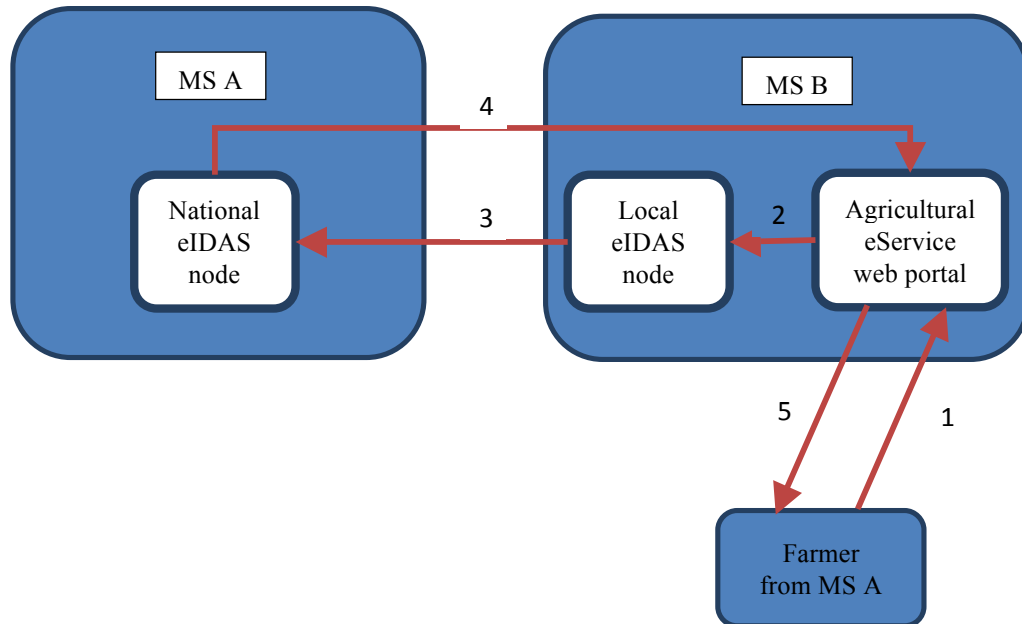 MS A
MS B
4
National
eIDAS
node
3
Local
eIDAS
node
2
Agricultural
eService
web portal
5
1
Farmer
from MS A